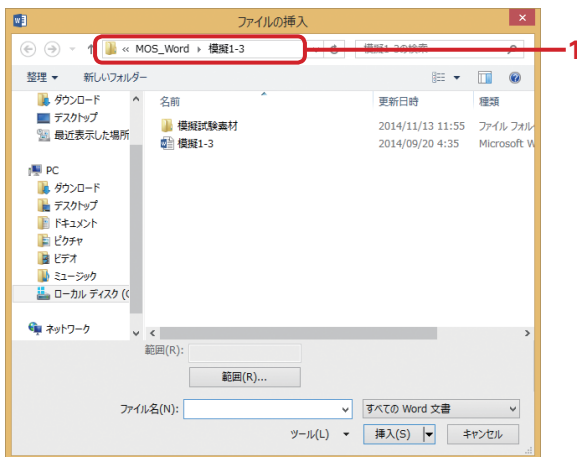 ファイルの挿入
« MOS_Word ▸ 模擬1-3
模擬1-3の検索
1
整理 ▼ 新しいフォルダー
ダウンロード
デスクトップ
最近表示した場所
PC
ダウンロード
デスクトップ
ドキュメント
ピクチャ
ビデオ
ミュージック
ローカル ディスク (C
ネットワーク
名前 更新日時 種類
模擬試験素材 2014/11/13 11:55 ファイル フォル
模擬1-3 2014/09/20 4:35 Microsoft W
範囲(R):
範囲(R)...
ファイル名(N): すべての Word 文書
ツール(L) ▼ 挿入(S) ▼ キャンセル